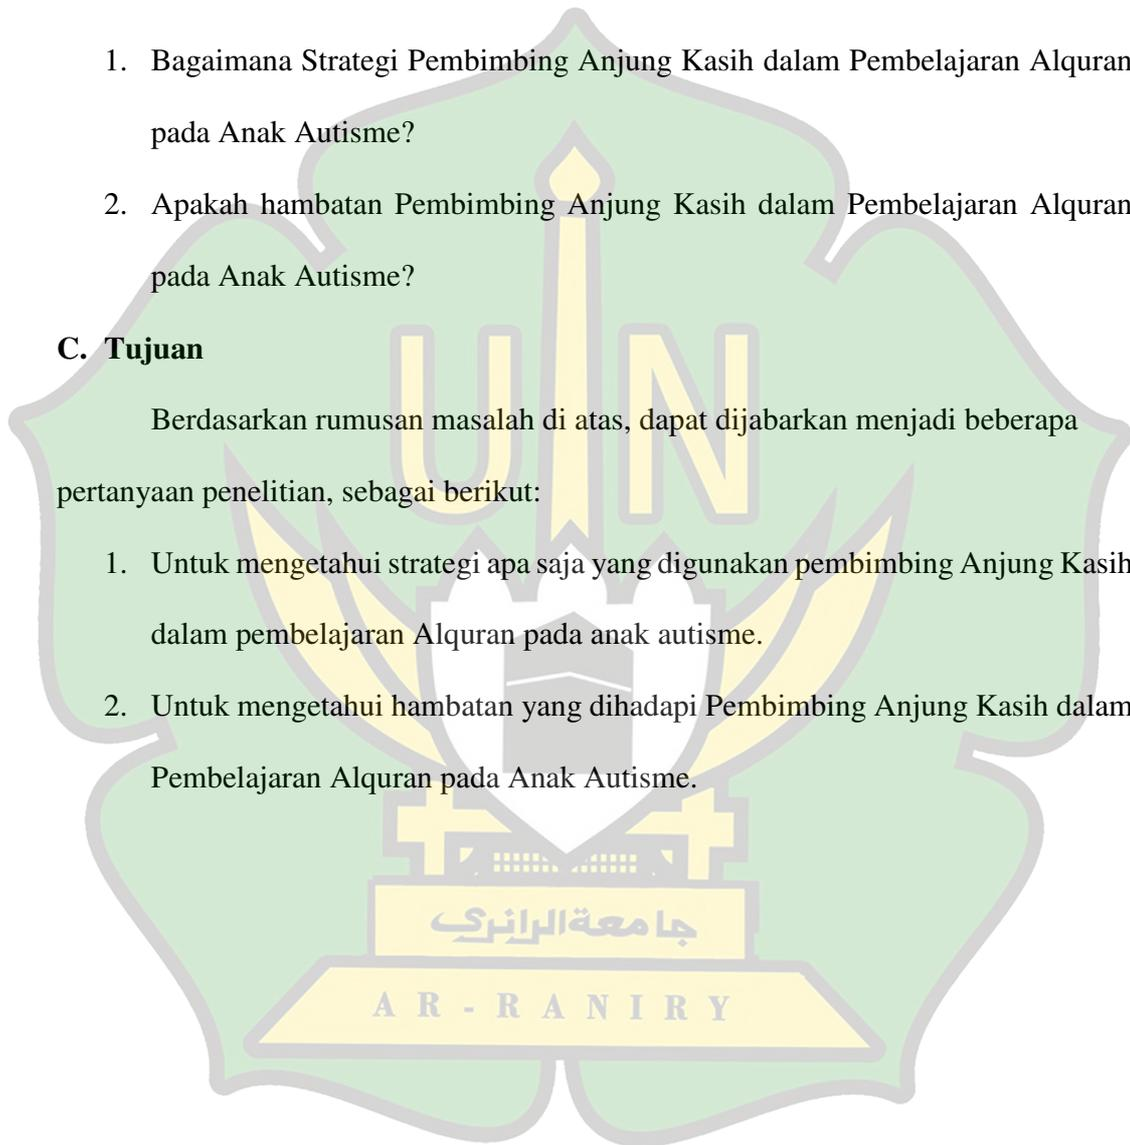 1. Bagaimana Strategi Pembimbing Anjung Kasih dalam Pembelajaran Alquran
pada Anak Autisme?
2. Apakah hambatan Pembimbing Anjung Kasih dalam Pembelajaran Alquran
pada Anak Autisme?
C. Tujuan
Berdasarkan rumusan masalah di atas, dapat dijabarkan menjadi beberapa
pertanyaan penelitian, sebagai berikut:
1. Untuk mengetahui strategi apa saja yang digunakan pembimbing Anjung Kasih
dalam pembelajaran Alquran pada anak autisme.
2. Untuk mengetahui hambatan yang dihadapi Pembimbing Anjung Kasih dalam
Pembelajaran Alquran pada Anak Autisme.
UIN
جامعة الرانري
AR-RANIRY